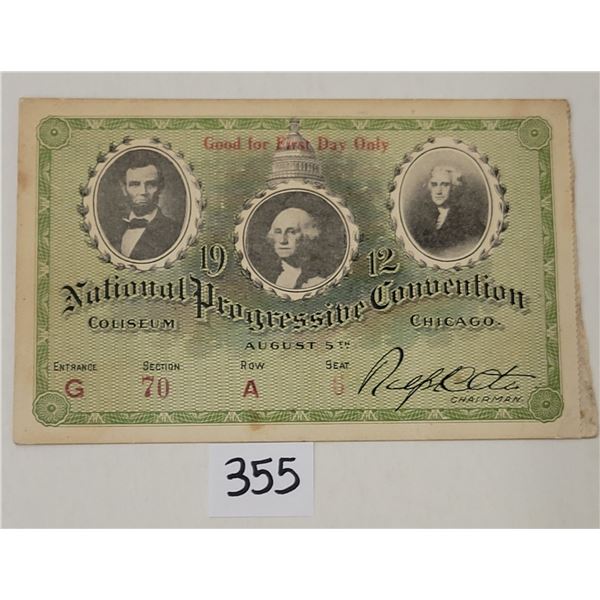 Good for First Day Only
19 12
National Progressive Convention
COLISEUM CHICAGO.
AUGUST 5TH
ENTRANCE SECTION ROW SEAT
G 70 A 6
CHAIRMAN.
355